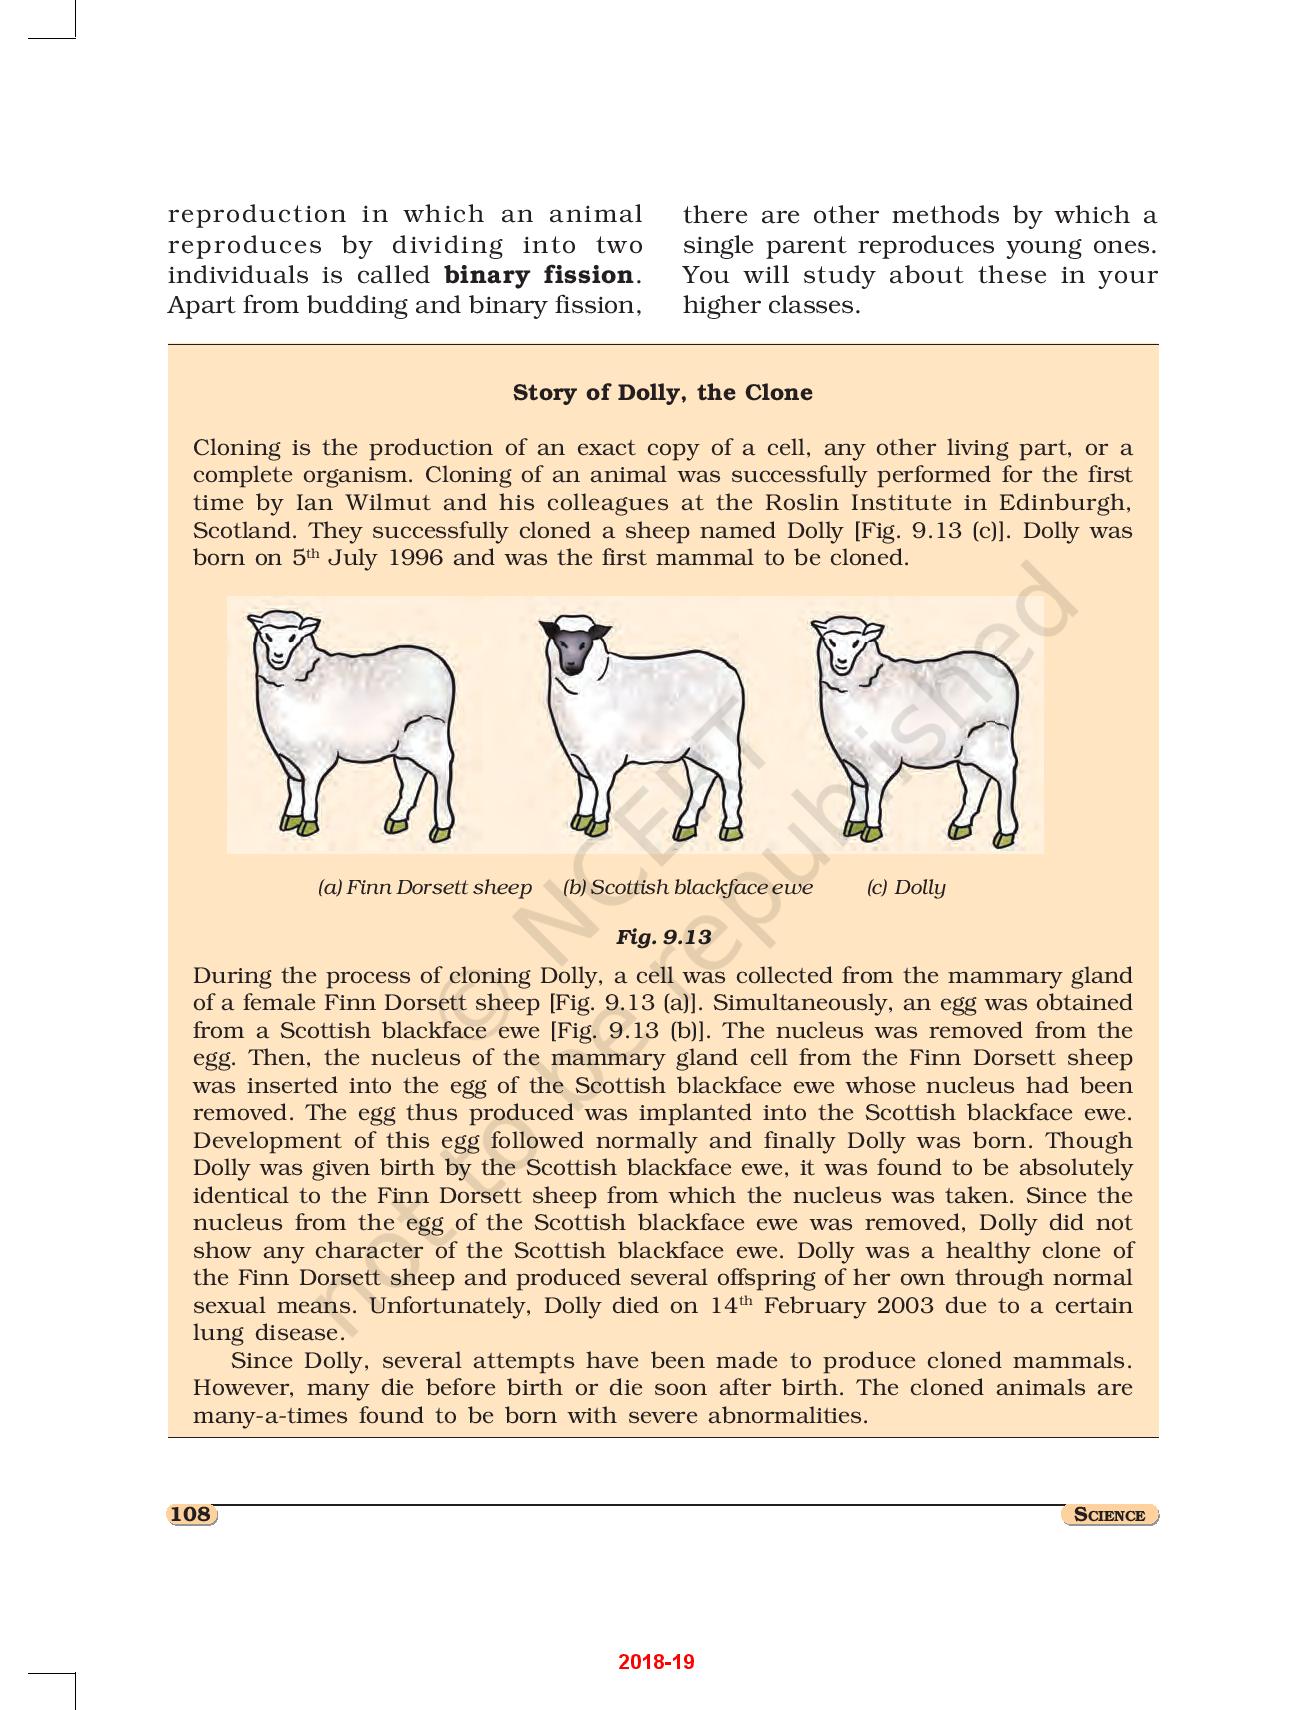 reproduction in which an animal
reproduces by dividing into two
individuals is called binary fission.
Apart from budding and binary fission,
there are other methods by which a
single parent reproduces young ones.
You will study about these in your
higher classes.
Story of Dolly, the Clone
Cloning is the production of an exact copy of a cell, any other living part, or a
complete organism. Cloning of an animal was successfully performed for the first
time by Ian Wilmut and his colleagues at the Roslin Institute in Edinburgh,
Scotland. They successfully cloned a sheep named Dolly [Fig. 9.13 (c)]. Dolly was
born on 5th July 1996 and was the first mammal to be cloned.
(a) Finn Dorsett sheep (b) Scottish blackface ewe (c) Dolly
Fig. 9.13
During the process of cloning Dolly, a cell was collected from the mammary gland
of a female Finn Dorsett sheep [Fig. 9.13 (a)]. Simultaneously, an egg was obtained
from a Scottish blackface ewe [Fig. 9.13 (b)]. The nucleus was removed from the
egg. Then, the nucleus of the mammary gland cell from the Finn Dorsett sheep
was inserted into the egg of the Scottish blackface ewe whose nucleus had been
removed. The egg thus produced was implanted into the Scottish blackface ewe.
Development of this egg followed normally and finally Dolly was born. Though
Dolly was given birth by the Scottish blackface ewe, it was found to be absolutely
identical to the Finn Dorsett sheep from which the nucleus was taken. Since the
nucleus from the egg of the Scottish blackface ewe was removed, Dolly did not
show any character of the Scottish blackface ewe. Dolly was a healthy clone of
the Finn Dorsett sheep and produced several offspring of her own through normal
sexual means. Unfortunately, Dolly died on 14th February 2003 due to a certain
lung disease.
Since Dolly, several attempts have been made to produce cloned mammals.
However, many die before birth or die soon after birth. The cloned animals are
many-a-times found to be born with severe abnormalities.
© NCERT
not to be republished
108
SCIENCE
2018-19